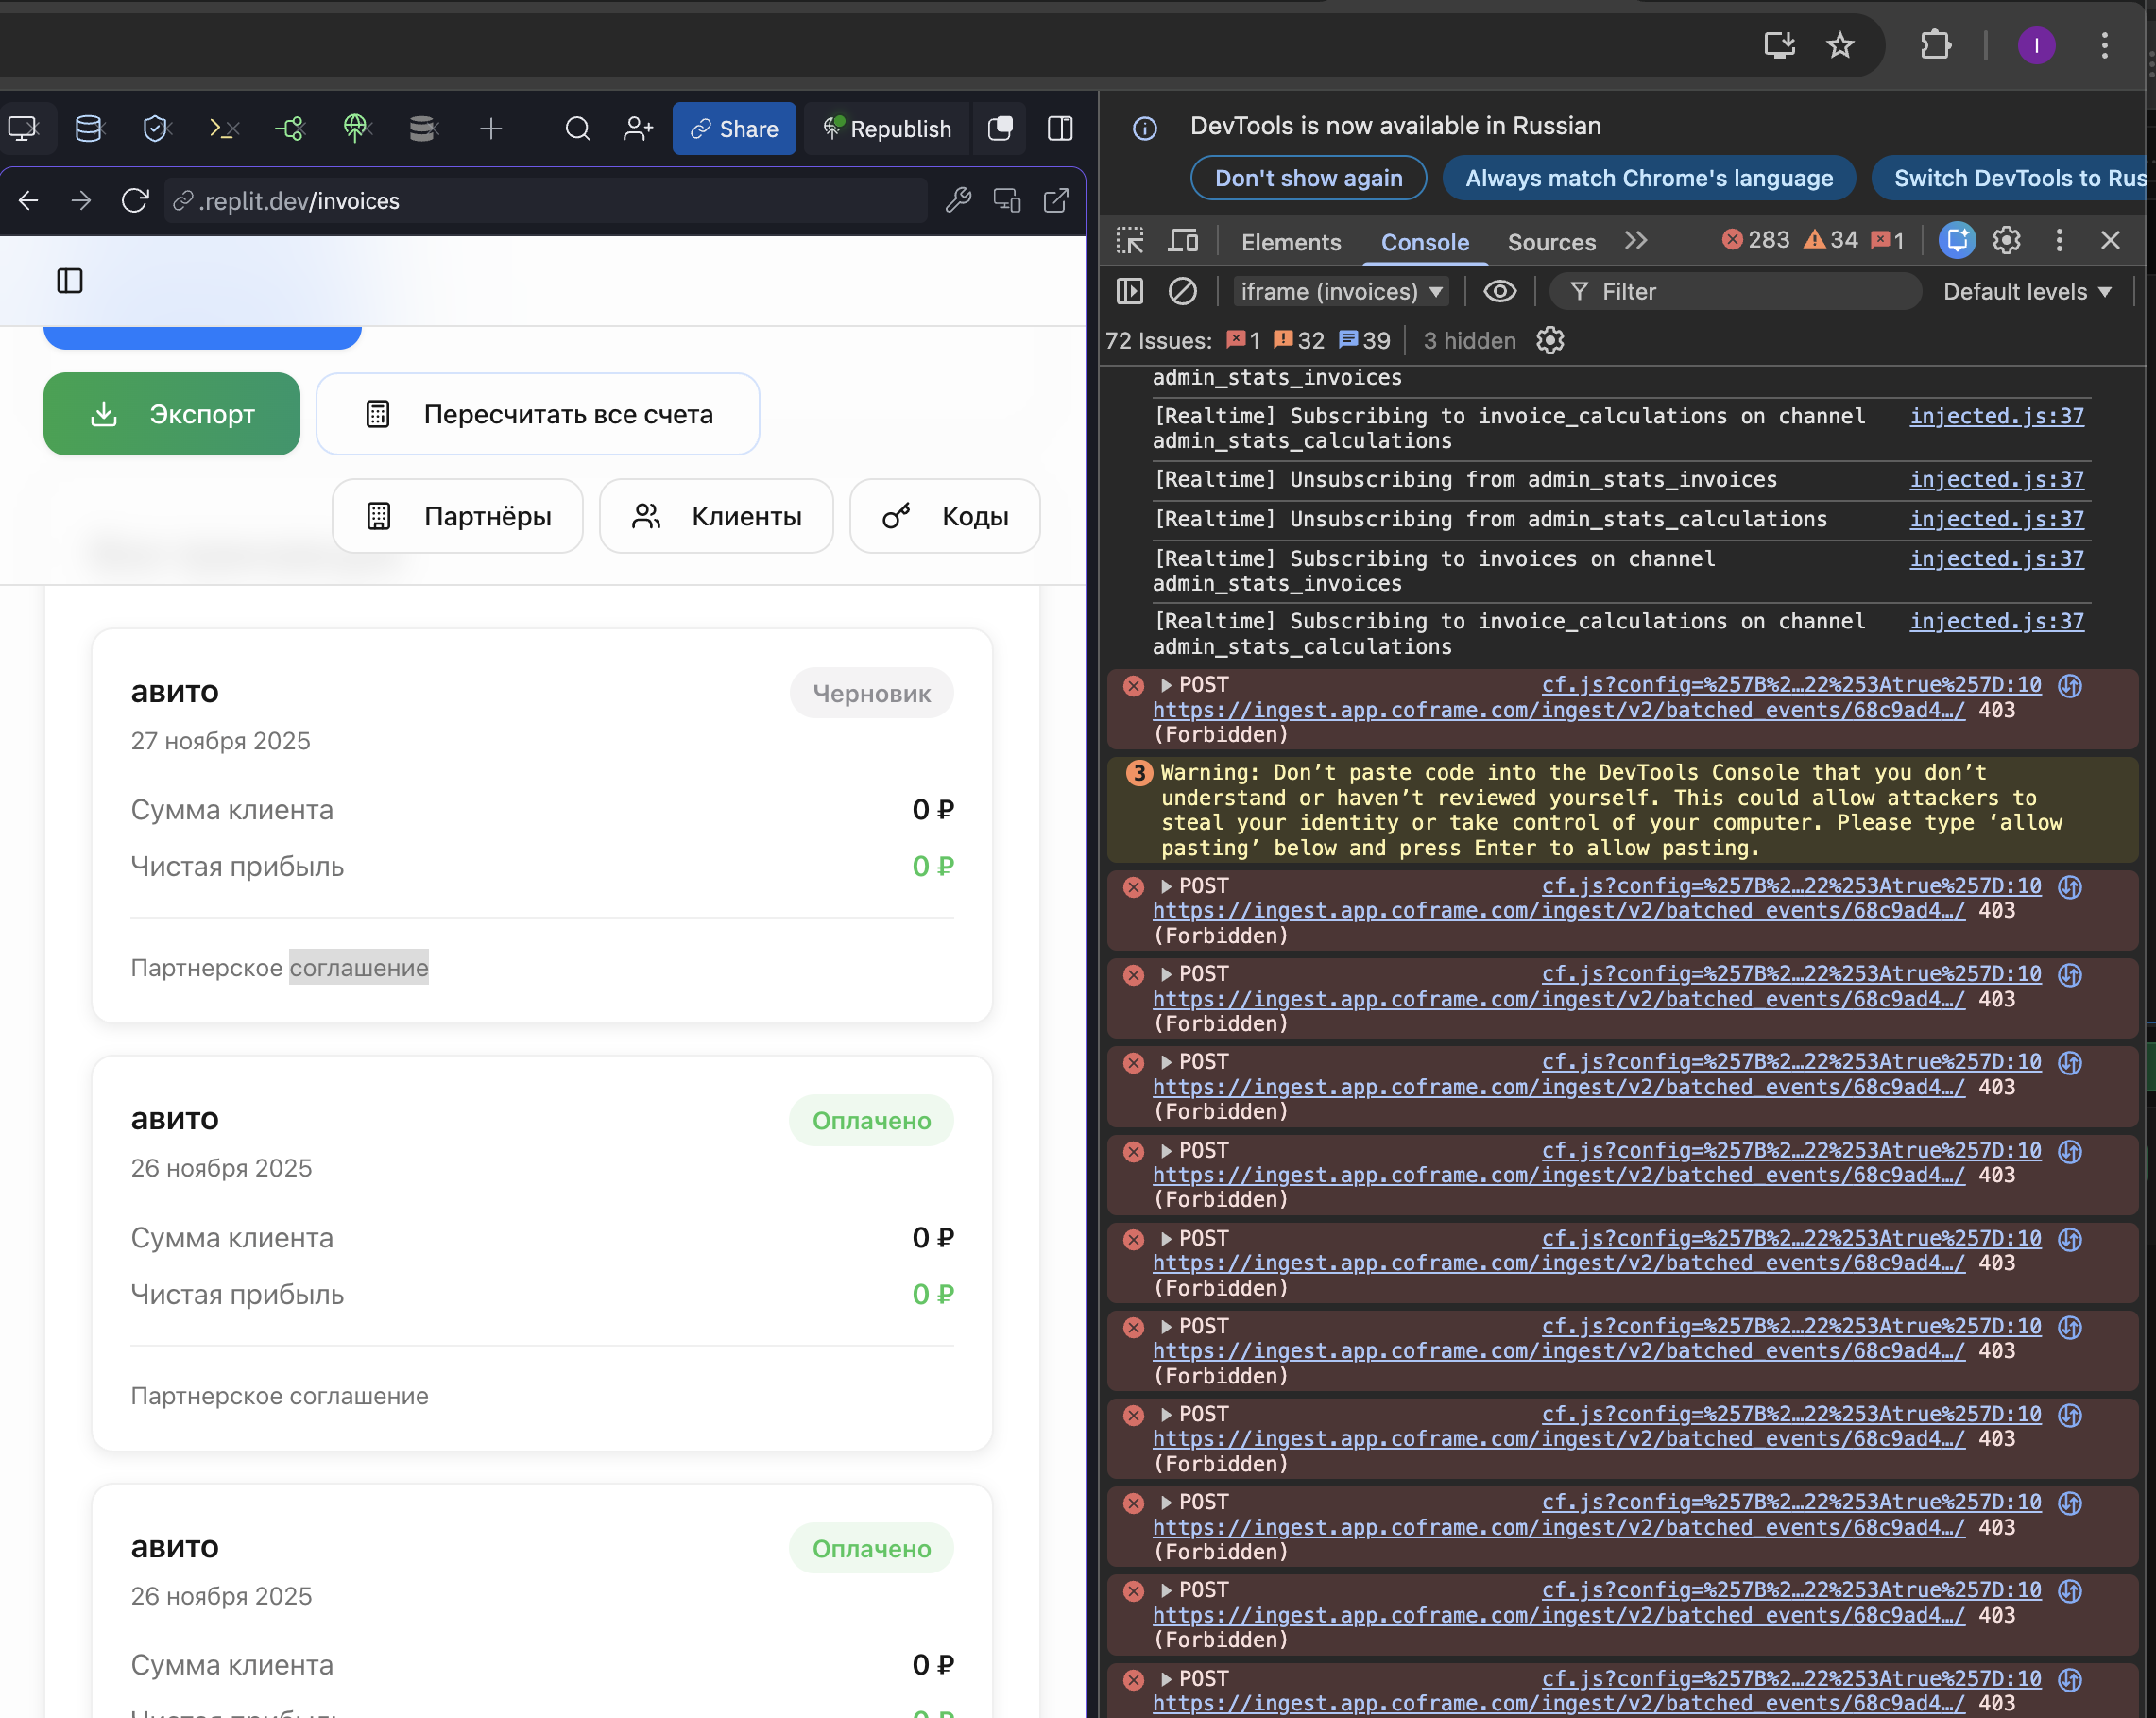 I
Share
Republish
.replit.dev/invoices
Экспорт
Пересчитать все счета
Партнёры
Клиенты
Коды
авито
Черновик
27 ноября 2025
Сумма клиента
0 ₽
Чистая прибыль
0 ₽
Партнерское соглашение
авито
Оплачено
26 ноября 2025
Сумма клиента
0 ₽
Чистая прибыль
0 ₽
Партнерское соглашение
авито
Оплачено
26 ноября 2025
Сумма клиента
0 ₽
DevTools is now available in Russian
Don't show again
Always match Chrome's language
Switch DevTools to Rus
Elements
Console
Sources
283
34
1
iframe (invoices)
Filter
Default levels
72 Issues:
1
32
39
3 hidden
admin_stats_invoices
[Realtime] Subscribing to invoice_calculations on channel injected.js:37
admin_stats_calculations
[Realtime] Unsubscribing from admin_stats_invoices injected.js:37
[Realtime] Unsubscribing from admin_stats_calculations injected.js:37
[Realtime] Subscribing to invoices on channel injected.js:37
admin_stats_invoices
[Realtime] Subscribing to invoice_calculations on channel injected.js:37
admin_stats_calculations
POST cf.js?config=%257B%2…22%253Atrue%257D:10
https://ingest.app.coframe.com/ingest/v2/batched_events/68c9ad4…/ 403
(Forbidden)
3 Warning: Don’t paste code into the DevTools Console that you don’t
understand or haven’t reviewed yourself. This could allow attackers to
steal your identity or take control of your computer. Please type ‘allow
pasting’ below and press Enter to allow pasting.
POST cf.js?config=%257B%2…22%253Atrue%257D:10
https://ingest.app.coframe.com/ingest/v2/batched_events/68c9ad4…/ 403
(Forbidden)
POST cf.js?config=%257B%2…22%253Atrue%257D:10
https://ingest.app.coframe.com/ingest/v2/batched_events/68c9ad4…/ 403
(Forbidden)
POST cf.js?config=%257B%2…22%253Atrue%257D:10
https://ingest.app.coframe.com/ingest/v2/batched_events/68c9ad4…/ 403
(Forbidden)
POST cf.js?config=%257B%2…22%253Atrue%257D:10
https://ingest.app.coframe.com/ingest/v2/batched_events/68c9ad4…/ 403
(Forbidden)
POST cf.js?config=%257B%2…22%253Atrue%257D:10
https://ingest.app.coframe.com/ingest/v2/batched_events/68c9ad4…/ 403
(Forbidden)
POST cf.js?config=%257B%2…22%253Atrue%257D:10
https://ingest.app.coframe.com/ingest/v2/batched_events/68c9ad4…/ 403
(Forbidden)
POST cf.js?config=%257B%2…22%253Atrue%257D:10
https://ingest.app.coframe.com/ingest/v2/batched_events/68c9ad4…/ 403
(Forbidden)
POST cf.js?config=%257B%2…22%253Atrue%257D:10
https://ingest.app.coframe.com/ingest/v2/batched_events/68c9ad4…/ 403
(Forbidden)
POST cf.js?config=%257B%2…22%253Atrue%257D:10
https://ingest.app.coframe.com/ingest/v2/batched_events/68c9ad4…/ 403
(Forbidden)
POST cf.js?config=%257B%2…22%253Atrue%257D:10
https://ingest.app.coframe.com/ingest/v2/batched_events/68c9ad4…/ 403